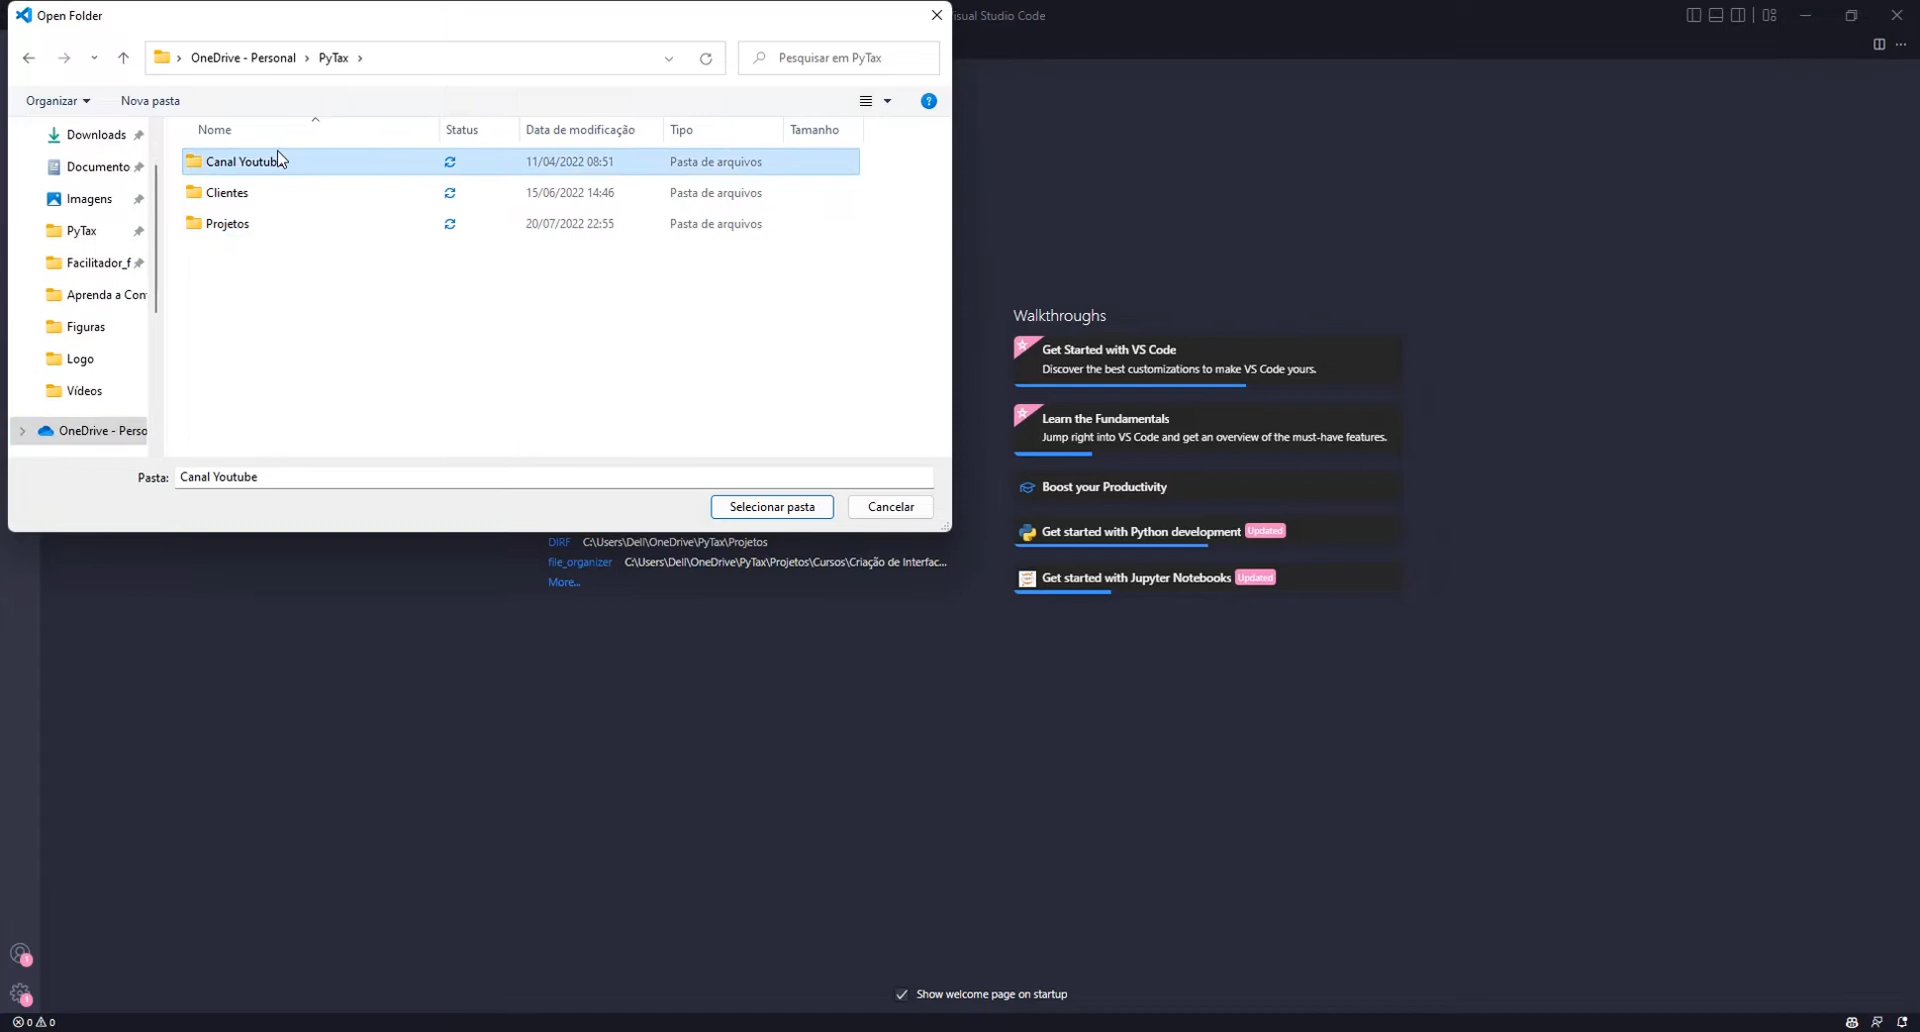 Open Folder
isual Studio Code
OneDrive - Personal › PyTax ›
Pesquisar em PyTax
Organizar
Nova pasta
?
Nome
Status
Data de modificação
Tipo
Tamanho
Downloads
Documento
Imagens
PyTax
Facilitador_f
Aprenda a Con
Figuras
Logo
Vídeos
OneDrive - Perso
Canal Youtube 11/04/2022 08:51 Pasta de arquivos
Clientes 15/06/2022 14:46 Pasta de arquivos
Projetos 20/07/2022 22:55 Pasta de arquivos
Pasta: Canal Youtube
Selecionar pasta
Cancelar
DIRF C:\Users\Dell\OneDrive\PyTax\Projetos
file_organizer C:\Users\Dell\OneDrive\PyTax\Projetos\Cursos\Criação de Interfac...
More...
Walkthroughs
Get Started with VS Code
Discover the best customizations to make VS Code yours.
Learn the Fundamentals
Jump right into VS Code and get an overview of the must-have features.
Boost your Productivity
Get started with Python development Updated
Get started with Jupyter Notebooks Updated
1
1
Show welcome page on startup
0 0